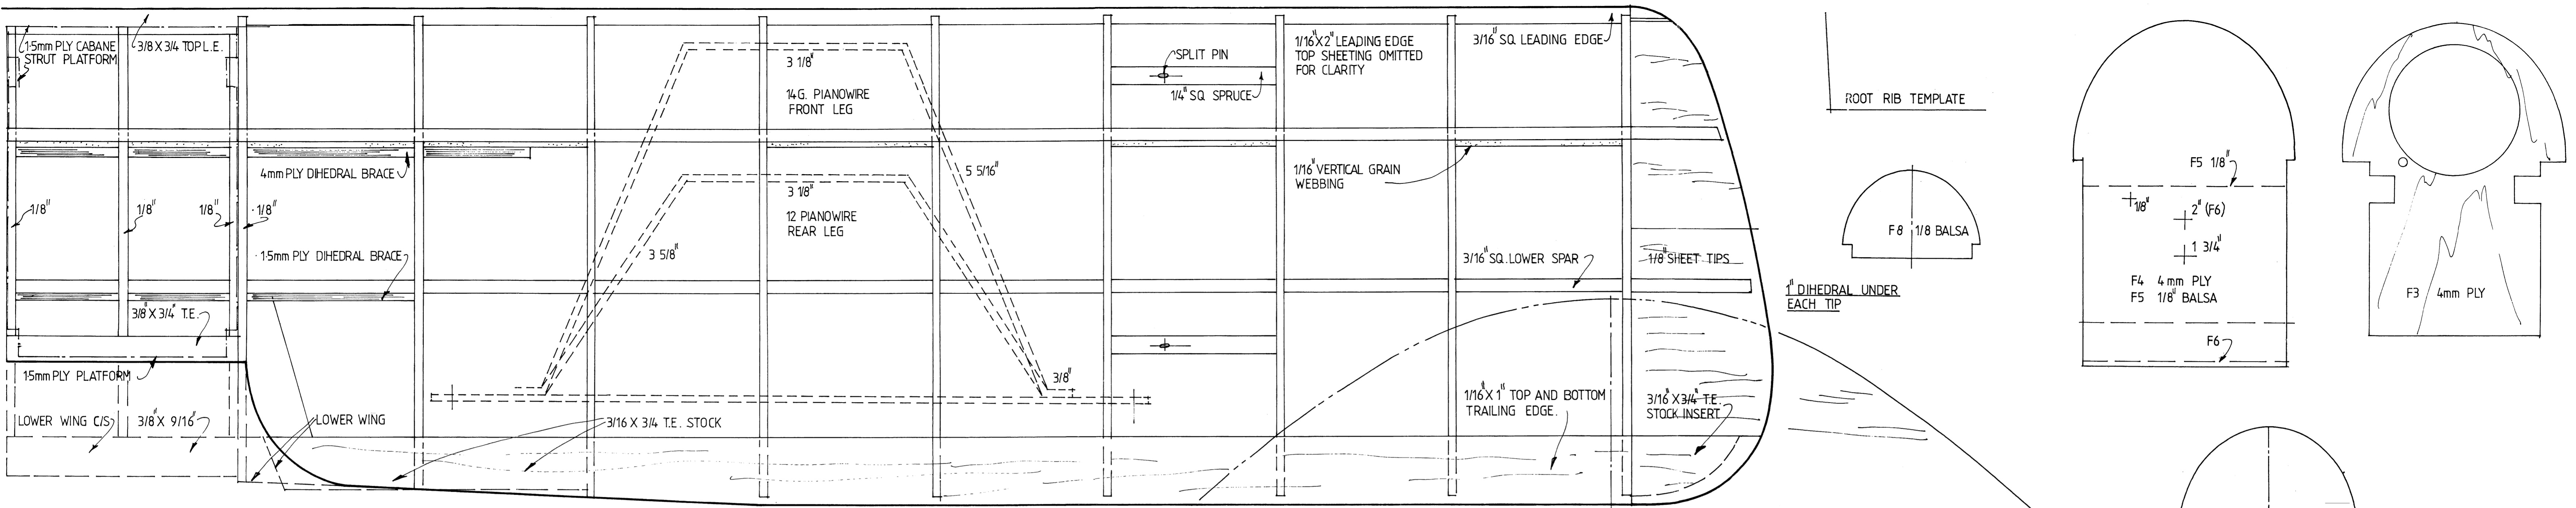 1·5mm PLY CABANE
STRUT PLATFORM
3/8 X 3/4 TOP L.E.
4mm PLY DIHEDRAL BRACE
1/8"
1/8"
1/8"
1/8"
1·5mm PLY DIHEDRAL BRACE
3/8" X 3/4" T.E.
15mm PLY PLATFORM
LOWER WING C/S
3/8" X 9/16"
LOWER WING
3 1/8"
14G. PIANOWIRE
FRONT LEG
5 5/16"
3 1/8"
12 PIANOWIRE
REAR LEG
3 5/8"
3/8"
3/16 X 3/4 T.E. STOCK
SPLIT PIN
1/4" SQ SPRUCE
1/16" X 2" LEADING EDGE
TOP SHEETING OMITTED
FOR CLARITY
3/16" SQ. LEADING EDGE
1/16" VERTICAL GRAIN
WEBBING
3/16" SQ. LOWER SPAR
1/8" SHEET TIPS
1/16" X 1" TOP AND BOTTOM
TRAILING EDGE.
3/16" X 3/4" T.E.
STOCK INSERT
ROOT RIB TEMPLATE
F 8 1/8 BALSA
1" DIHEDRAL UNDER
EACH TIP
F5 1/8"
1/8"
2" (F6)
1 3/4"
F4 4mm PLY
F5 1/8" BALSA
F6
F3 4mm PLY